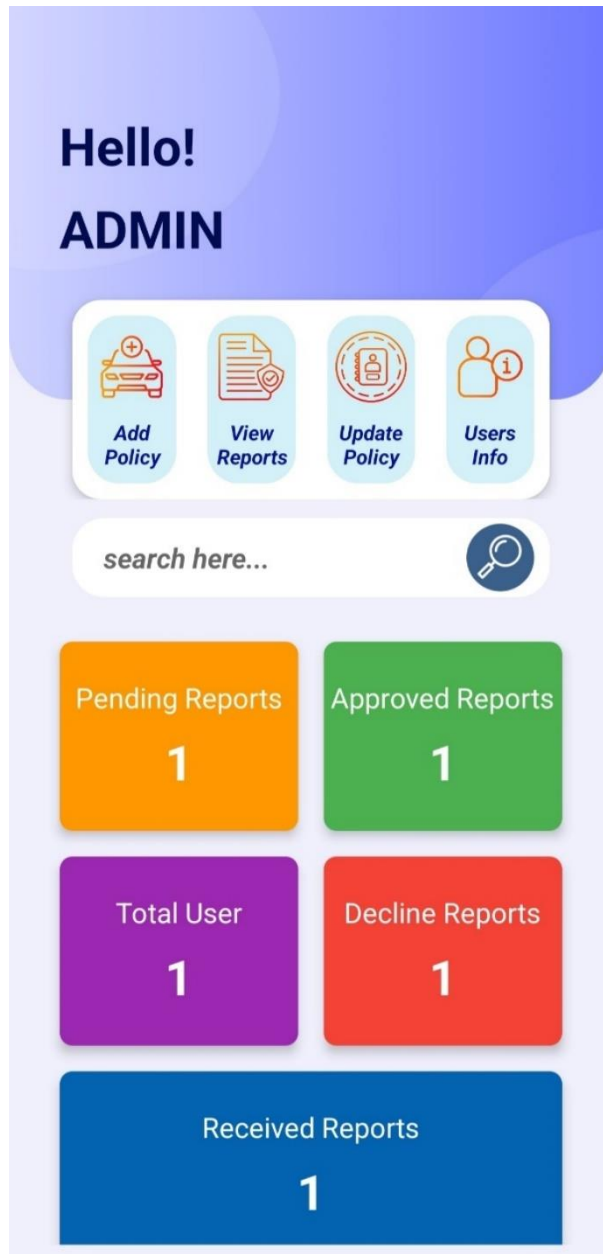 Hello!
ADMIN
Add
Policy
View
Reports
Update
Policy
Users
Info
search here...
Pending Reports
1
Approved Reports
1
Total User
1
Decline Reports
1
Received Reports
1